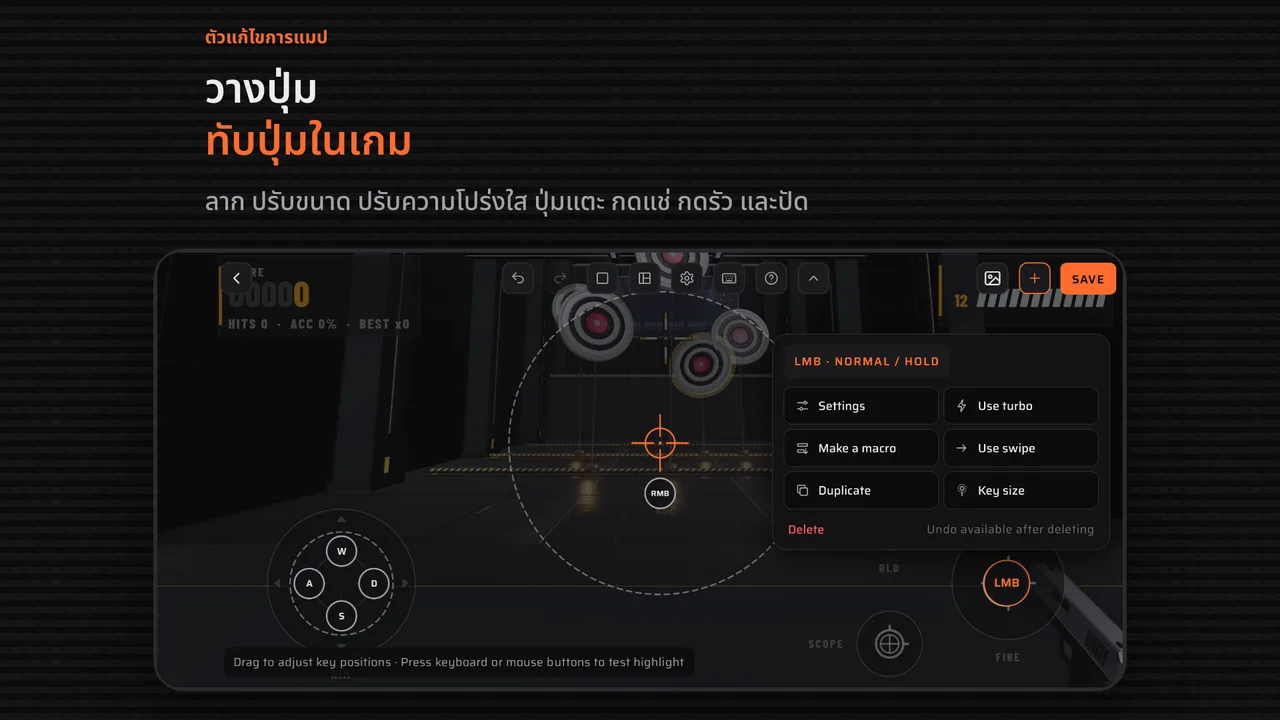 ตัวแก้ไขการแมป
วางปุ่ม
ทับปุ่มในเกม
ลาก ปรับขนาด ปรับความโปร่งใส ปุ่มแตะ กดแช่ กดรัว และปัด
SAVE
12
HITS 0 · ACC 0% · BEST x0
LMB · NORMAL / HOLD
Settings
Use turbo
Make a macro
Use swipe
Duplicate
Key size
Delete
Undo available after deleting
RMB
W
A
D
S
RLD
LMB
SCOPE
FIRE
Drag to adjust key positions · Press keyboard or mouse buttons to test highlight